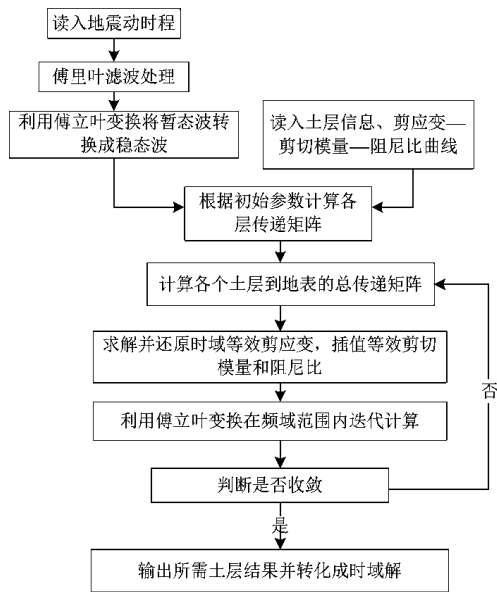 读入地震动时程
傅里叶滤波处理
利用傅立叶变换将暂态波转
换成稳态波
读入土层信息、剪应变—
剪切模量—阻尼比曲线
根据初始参数计算各
层传递矩阵
计算各个土层到地表的总传递矩阵
求解并还原时域等效剪应变，插值等效剪切
模量和阻尼比
利用傅立叶变换在频域范围内迭代计算
判断是否收敛
否
是
输出所需土层结果并转化成时域解